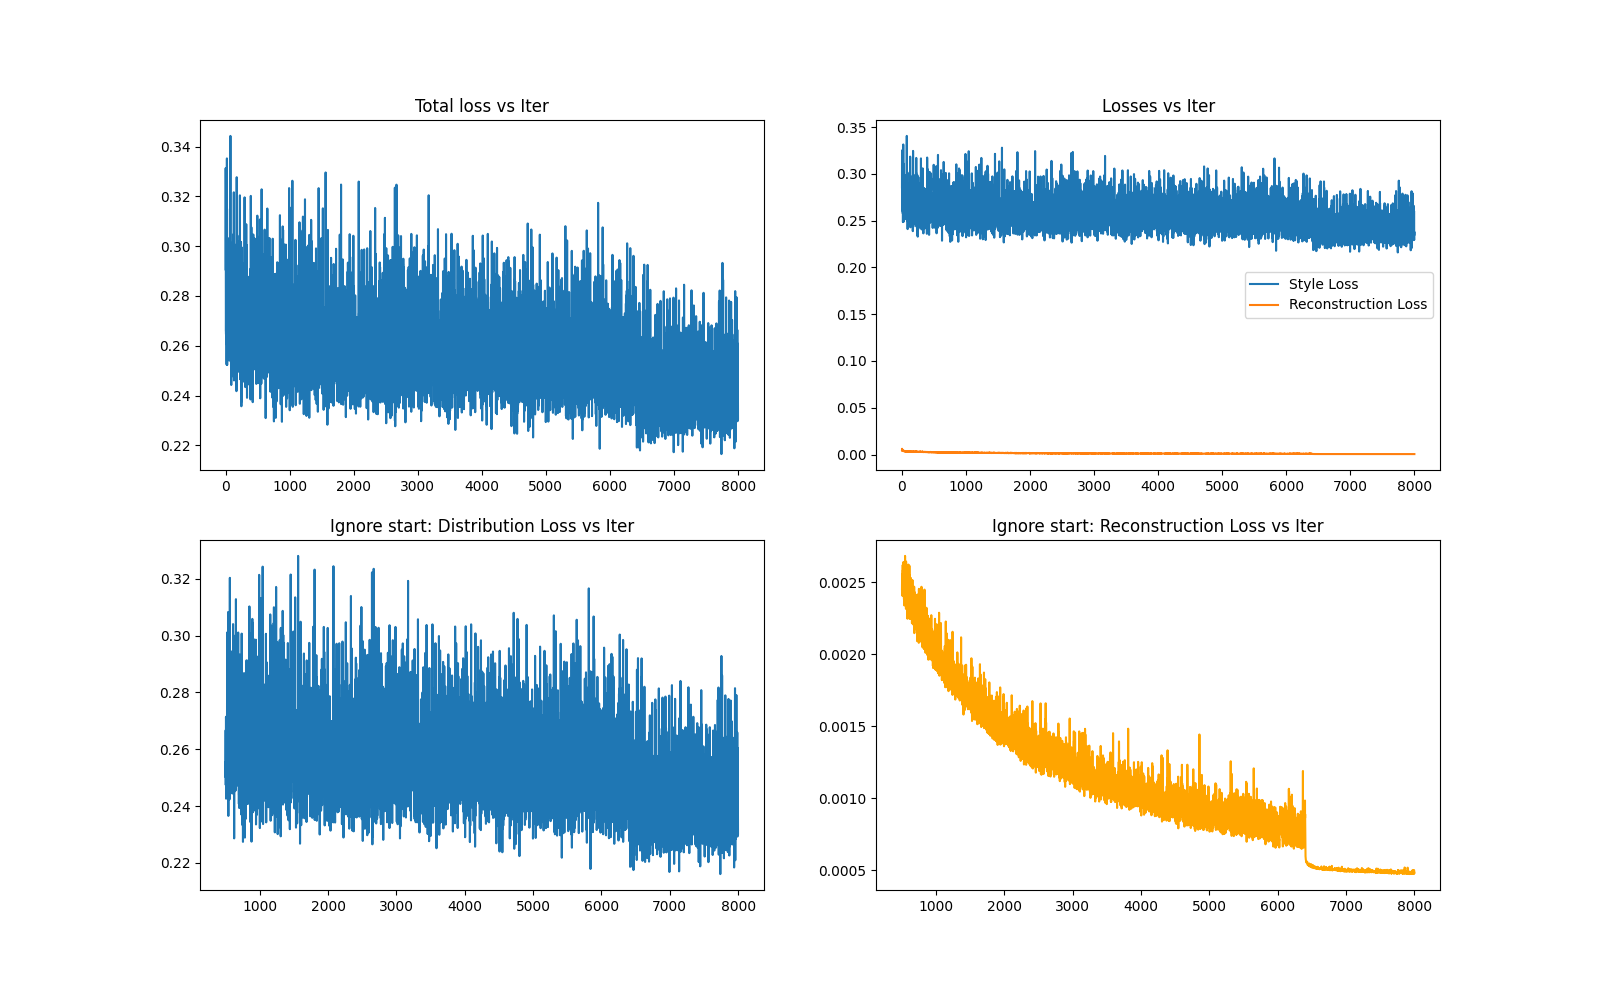 Total loss vs Iter
0.34
0.32
0.30
0.28
0.26
0.24
0.22
0 1000 2000 3000 4000 5000 6000 7000 8000
Losses vs Iter
0.35
0.30
0.25
0.20
0.15
0.10
0.05
0.00
Style Loss
Reconstruction Loss
0 1000 2000 3000 4000 5000 6000 7000 8000
Ignore start: Distribution Loss vs Iter
0.32
0.30
0.28
0.26
0.24
0.22
1000 2000 3000 4000 5000 6000 7000 8000
Ignore start: Reconstruction Loss vs Iter
0.0025
0.0020
0.0015
0.0010
0.0005
1000 2000 3000 4000 5000 6000 7000 8000